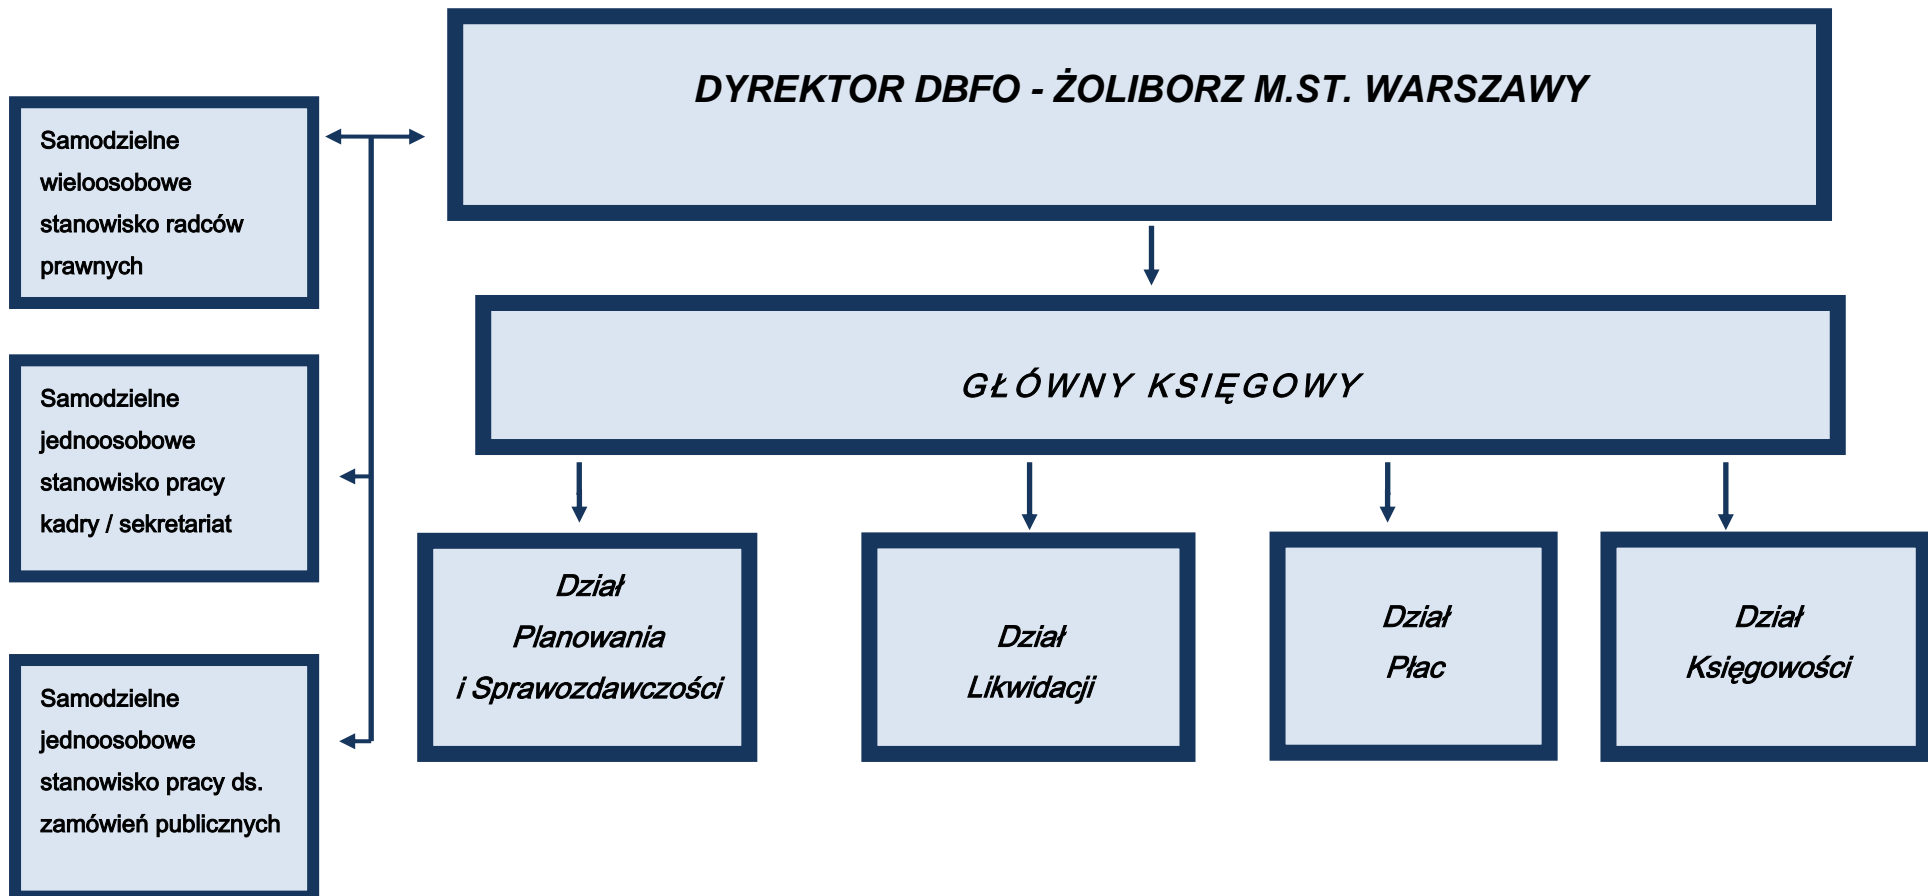 DYREKTOR DBFO - ŻOLIBORZ M.ST. WARSZAWY
Samodzielne
wieloosobowe
stanowisko radców
prawnych
GŁÓWNY KSIĘGOWY
Samodzielne
jednoosobowe
stanowisko pracy
kadry / sekretariat
Dział
Planowania
i Sprawozdawczości
Dział
Likwidacji
Dział
Płac
Dział
Księgowości
Samodzielne
jednoosobowe
stanowisko pracy ds.
zamówień publicznych